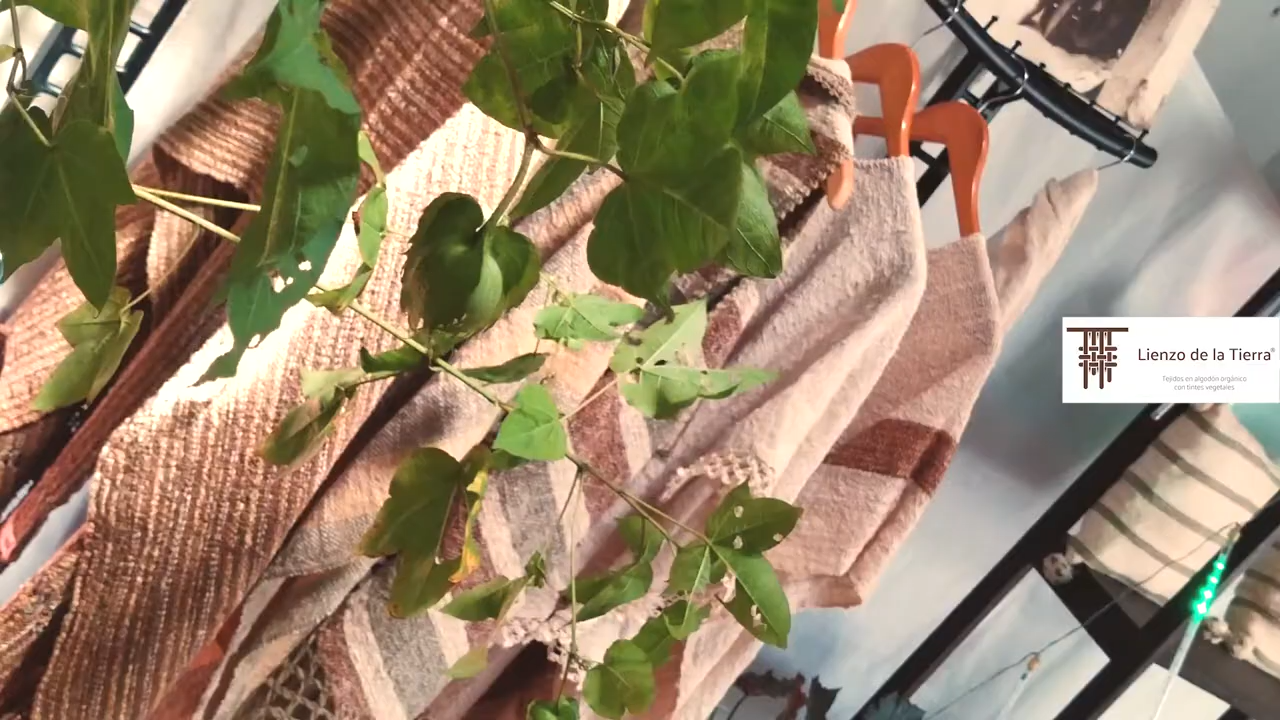 Lienzo de la Tierra®
Tejidos en algodón orgánico
con tintes vegetales